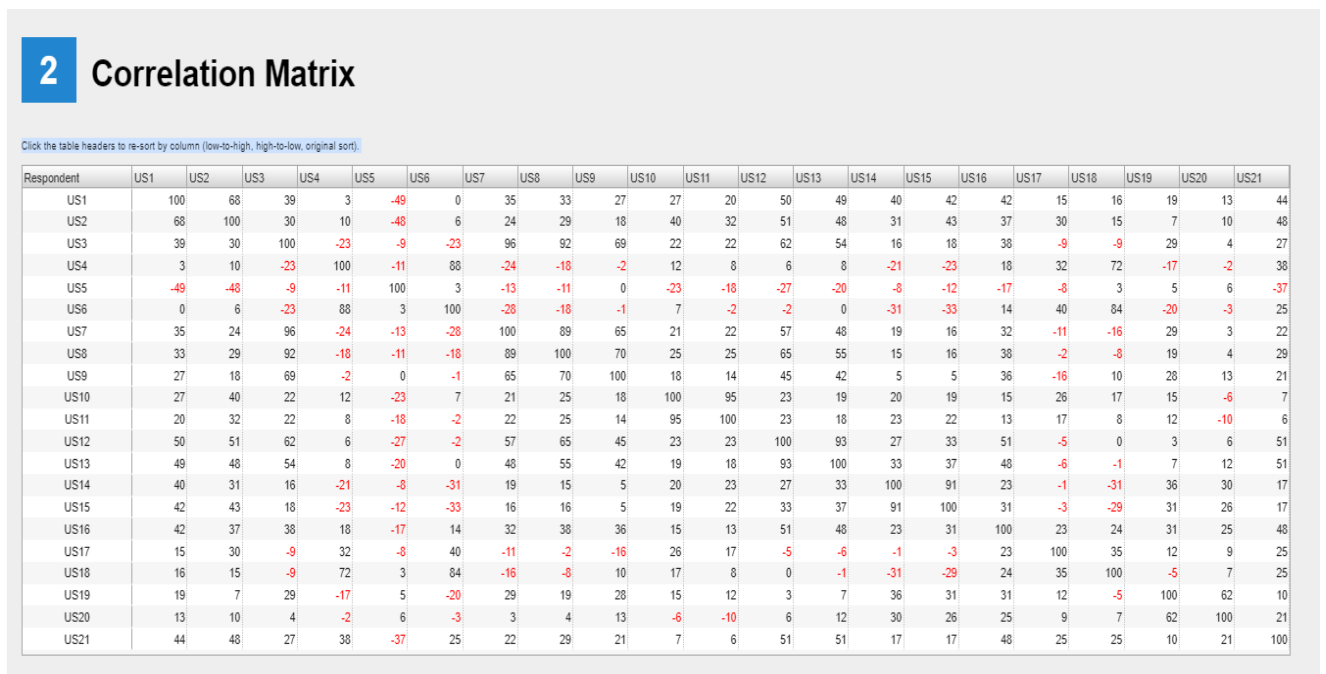 2
Correlation Matrix
Click the table headers to re-sort by column (low-to-high, high-to-low, original sort).
Respondent US1 US2 US3 US4 US5 US6 US7 US8 US9 US10 US11 US12 US13 US14 US15 US16 US17 US18 US19 US20 US21
US1 100 68 39 3 -49 0 35 33 27 27 20 50 49 40 42 42 15 16 19 13 44
US2 68 100 30 10 -48 6 24 29 18 40 32 51 48 31 43 37 30 15 7 10 48
US3 39 30 100 -23 -9 -23 96 92 69 22 22 62 54 16 18 38 -9 -9 29 4 27
US4 3 10 -23 100 -11 88 -24 -18 -2 12 8 6 8 -21 -23 18 32 72 -17 -2 38
US5 -49 -48 -9 -11 100 3 -13 -11 0 -23 -18 -27 -20 -8 -12 -17 -8 3 5 6 -37
US6 0 6 -23 88 3 100 -28 -18 -1 7 -2 -2 0 -31 -33 14 40 84 -20 -3 25
US7 35 24 96 -24 -13 -28 100 89 65 21 22 57 48 19 16 32 -11 -16 29 3 22
US8 33 29 92 -18 -11 -18 89 100 70 25 25 65 55 15 16 38 -2 -8 19 4 29
US9 27 18 69 -2 0 -1 65 70 100 18 14 45 42 5 5 36 -16 10 28 13 21
US10 27 40 22 12 -23 7 21 25 18 100 95 23 19 20 19 15 26 17 15 -6 7
US11 20 32 22 8 -18 -2 22 25 14 95 100 23 18 23 22 13 17 8 12 -10 6
US12 50 51 62 6 -27 -2 57 65 45 23 23 100 93 27 33 51 -5 0 3 6 51
US13 49 48 54 8 -20 0 48 55 42 19 18 93 100 33 37 48 -6 -1 7 12 51
US14 40 31 16 -21 -8 -31 19 15 5 20 23 27 33 100 91 23 -1 -31 36 30 17
US15 42 43 18 -23 -12 -33 16 16 5 19 22 33 37 91 100 31 -3 -29 31 26 17
US16 42 37 38 18 -17 14 32 38 36 15 13 51 48 23 31 100 23 24 31 25 48
US17 15 30 -9 32 -8 40 -11 -2 -16 26 17 -5 -6 -1 -3 23 100 35 12 9 25
US18 16 15 -9 72 3 84 -16 -8 10 17 8 0 -1 -31 -29 24 35 100 -5 7 25
US19 19 7 29 -17 5 -20 29 19 28 15 12 3 7 36 31 31 12 -5 100 62 10
US20 13 10 4 -2 6 -3 3 4 13 -6 -10 6 12 30 26 25 9 7 62 100 21
US21 44 48 27 38 -37 25 22 29 21 7 6 51 51 17 17 48 25 25 10 21 100